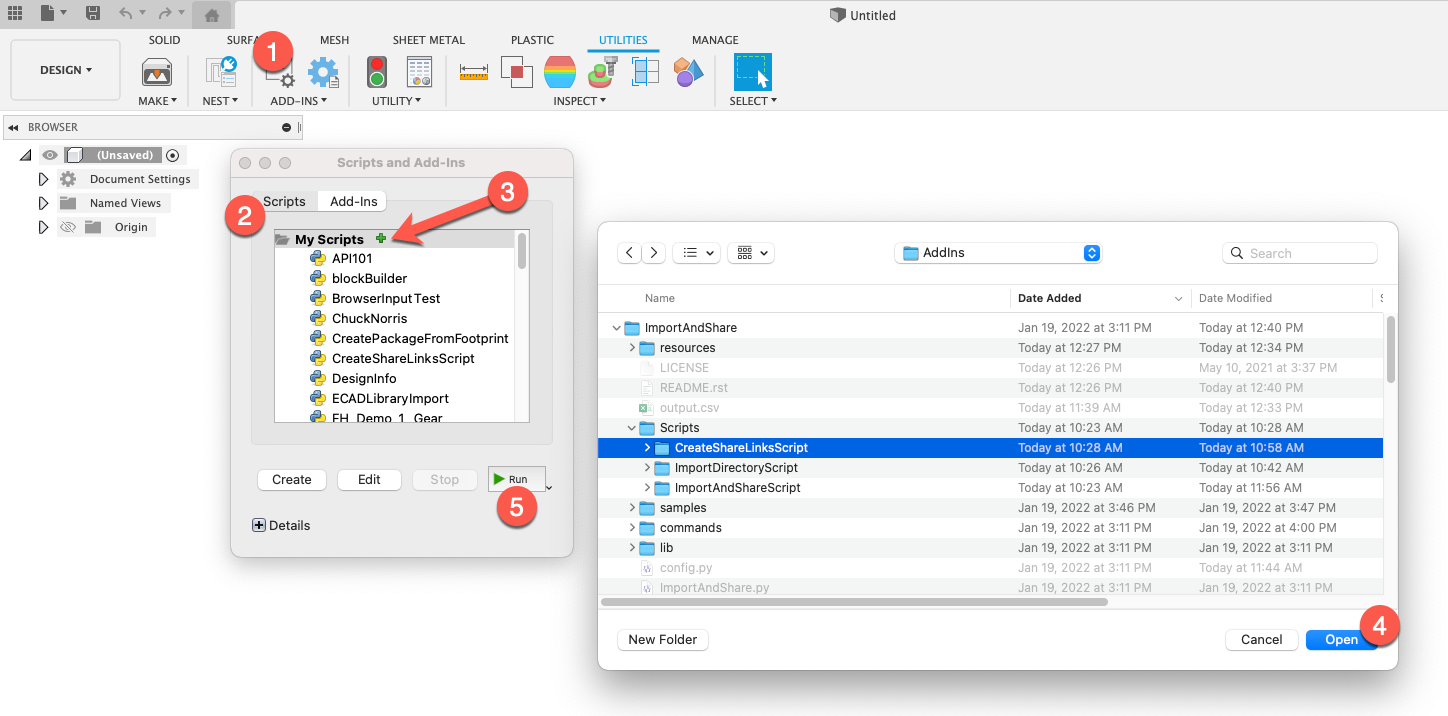 Untitled
SOLID SURFA MESH SHEET METAL PLASTIC UTILITIES MANAGE
1
DESIGN
MAKE NEST ADD-INS UTILITY INSPECT SELECT
BROWSER
(Unsaved)
Document Settings
Named Views
Origin
Scripts and Add-Ins
2
Scripts Add-Ins
3
My Scripts
API101
blockBuilder
BrowserInputTest
ChuckNorris
CreatePackageFromFootprint
CreateShareLinksScript
DesignInfo
ECADLibraryImport
FH_Demo_1_Gear
Create Edit Stop Run
5
Details
AddIns Search
Name Date Added Date Modified
ImportAndShare Jan 19, 2022 at 3:11 PM Today at 12:40 PM
resources Today at 12:27 PM Today at 12:34 PM
LICENSE Today at 12:26 PM May 10, 2021 at 3:37 PM
README.rst Today at 12:26 PM Today at 12:40 PM
output.csv Today at 11:39 AM Today at 12:33 PM
Scripts Today at 10:23 AM Today at 10:28 AM
CreateShareLinksScript Today at 10:28 AM Today at 10:58 AM
ImportDirectoryScript Today at 10:26 AM Today at 10:42 AM
ImportAndShareScript Today at 10:23 AM Today at 11:56 AM
samples Jan 19, 2022 at 3:46 PM Jan 19, 2022 at 3:47 PM
commands Jan 19, 2022 at 3:11 PM Jan 19, 2022 at 4:00 PM
lib Jan 19, 2022 at 3:11 PM Jan 19, 2022 at 3:11 PM
config.py Jan 19, 2022 at 3:11 PM Today at 11:44 AM
ImportAndShare.py Jan 19, 2022 at 3:11 PM Jan 19, 2022 at 3:11 PM
New Folder Cancel Open
4